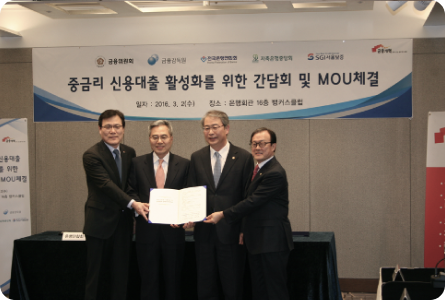 금융위원회 금융감독원 전국은행연합회 저축은행중앙회 SGI서울보증
중금리 신용대출 활성화를 위한 간담회 및 MOU체결
일자 : 2016. 3. 2(수) 장소 : 은행회관 16층 뱅커스클럽
용대출
를 위한
MOU체결